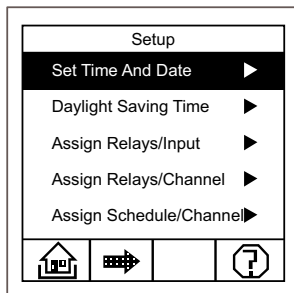 Setup
Set Time And Date
Daylight Saving Time
Assign Relays/Input
Assign Relays/Channel
Assign Schedule/Channel
?